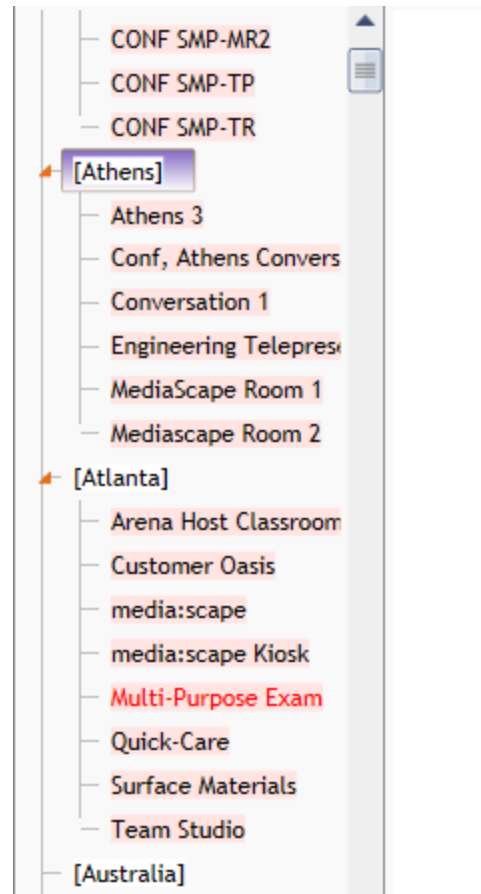 CONF SMP-MR2
CONF SMP-TP
CONF SMP-TR
[Athens]
Athens 3
Conf, Athens Convers
Conversation 1
Engineering
MediaScape Room 1
Mediascape Room 2
[Atlanta]
Arena Host Classroom
Customer Oasis
media:scape
media:scape Kiosk
Multi-Purpose Exam
Quick-Care
Surface Materials
Team Studio
[Australia]